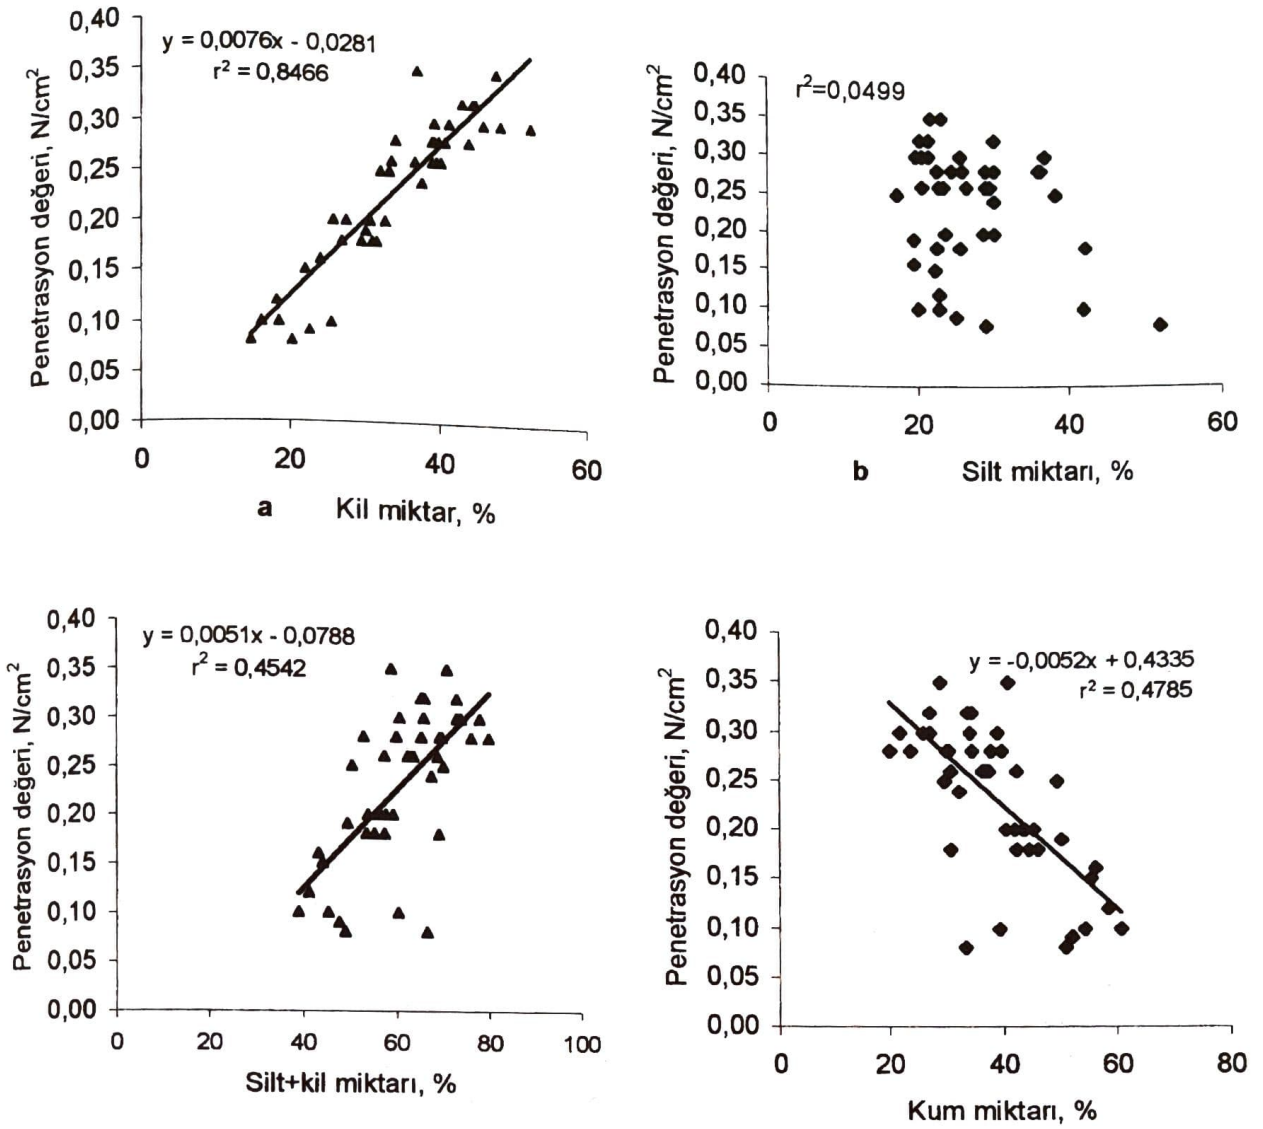 0,40
0,35
0,30
0,25
0,20
0,15
0,10
0,05
0,00
Penetrasyon değeri, N/cm²
y = 0,0076x - 0,0281
r² = 0,8466
0 20 40 60
a Kil miktar, %
0,40
0,35
0,30
0,25
0,20
0,15
0,10
0,05
0,00
Penetrasyon değeri, N/cm²
r²=0,0499
0 20 40 60
b Silt miktarı, %
0,40
0,35
0,30
0,25
0,20
0,15
0,10
0,05
0,00
Penetrasyon değeri, N/cm²
y = 0,0051x - 0,0788
r² = 0,4542
0 20 40 60 80 100
Silt+kil miktarı, %
0,40
0,35
0,30
0,25
0,20
0,15
0,10
0,05
0,00
Penetrasyon değeri, N/cm²
y = -0,0052x + 0,4335
r² = 0,4785
0 20 40 60 80
Kum miktarı, %